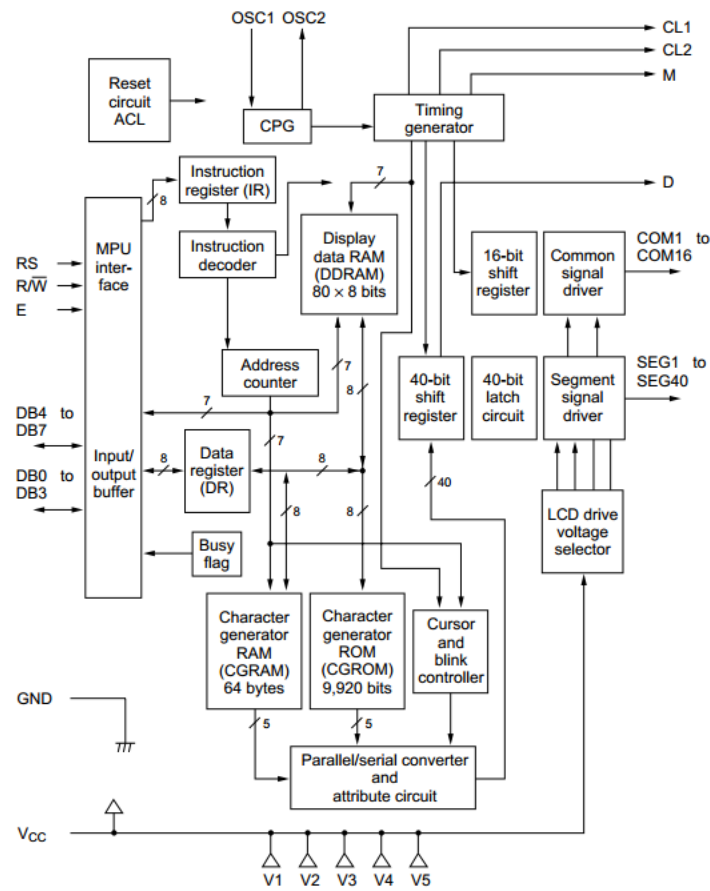 OSC1 OSC2
CL1
CL2
M
Reset
circuit
ACL
CPG
Timing
generator
7
D
8
Instruction
register (IR)
MPU
inter-
face
Instruction
decoder
Display
data RAM
(DDRAM)
80 × 8 bits
16-bit
shift
register
Common
signal
driver
COM1 to
COM16
RS
R/W̅
E
Address
counter
7
8
40-bit
shift
register
40-bit
latch
circuit
Segment
signal
driver
SEG1 to
SEG40
DB4 to
DB7
7
7
Input/
output
buffer
8
Data
register
(DR)
8
40
DB0 to
DB3
8
8
LCD drive
voltage
selector
Busy
flag
Character
generator
RAM
(CGRAM)
64 bytes
Character
generator
ROM
(CGROM)
9,920 bits
Cursor
and
blink
controller
GND
5
5
Parallel/serial converter
and
attribute circuit
VCC
V1 V2 V3 V4 V5